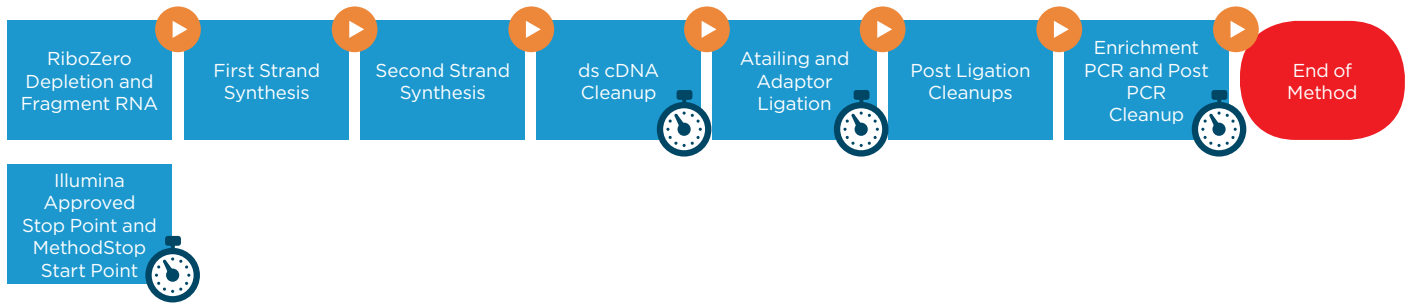 RiboZero
Depletion and
Fragment RNA
First Strand
Synthesis
Second Strand
Synthesis
ds cDNA
Cleanup
Atailing and
Adaptor
Ligation
Post Ligation
Cleanups
Enrichment
PCR and Post
PCR
Cleanup
End of
Method
Illumina
Approved
Stop Point and
MethodStop
Start Point